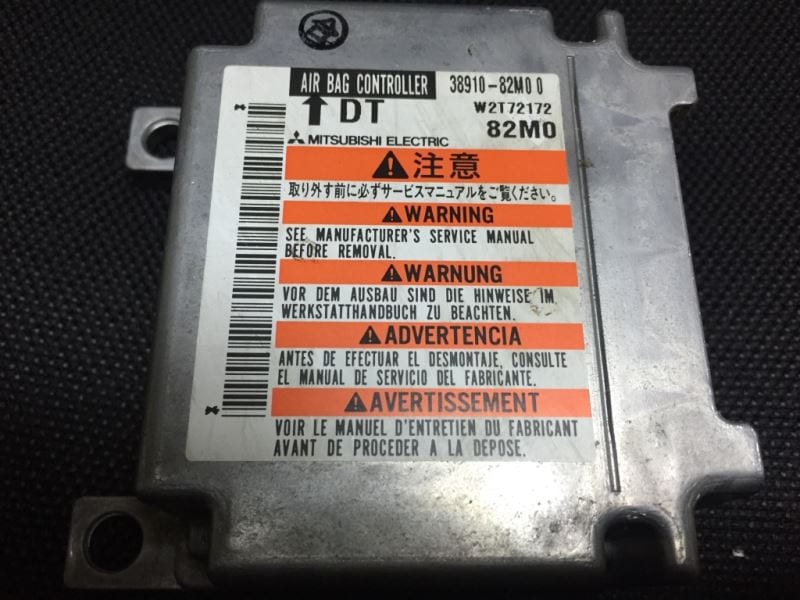 AIR BAG CONTROLLER 38910-82M0 0
DT W2T72172
82M0
MITSUBISHI ELECTRIC
注意
取り外す前に必ずサービスマニュアルをご覧ください。
WARNING
SEE MANUFACTURER'S SERVICE MANUAL
BEFORE REMOVAL.
WARNUNG
VOR DEM AUSBAU SIND DIE HINWEISE IM
WERKSTATTHANDBUCH ZU BEACHTEN.
ADVERTENCIA
ANTES DE EFECTUAR EL DESMONTAJE, CONSULTE
EL MANUAL DE SERVICIO DEL FABRICANTE.
AVERTISSEMENT
VOIR LE MANUEL D'ENTRETIEN DU FABRICANT
AVANT DE PROCEDER A LA DEPOSE.